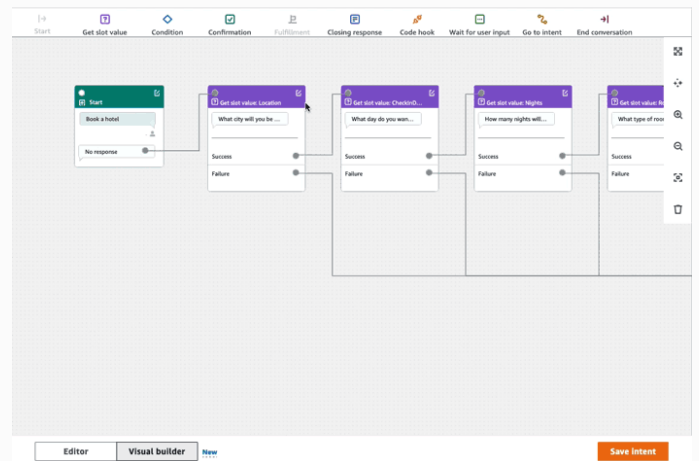 Start
Get slot value
Condition
Confirmation
Fulfillment
Closing response
Code hook
Wait for user input
Go to intent
End conversation
Start
Book a hotel
No response
Get slot value: Location
What city will you be ...
Success
Failure
Get slot value: CheckInD...
What day do you wan...
Success
Failure
Get slot value: Nights
How many nights will...
Success
Failure
Get slot value:
What type of
Success
Failure
Editor
Visual builder
New
Save intent